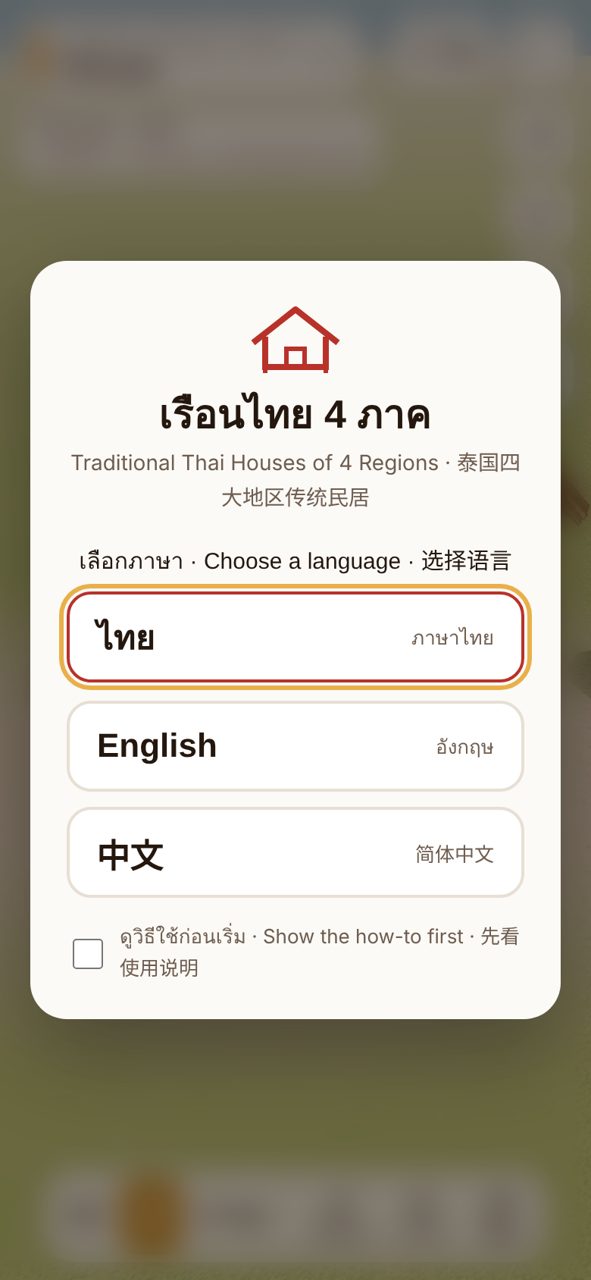 เรือนไทย 4 ภาค
Traditional Thai Houses of 4 Regions · 泰国四
大地区传统民居
เลือกภาษา · Choose a language · 选择语言
ไทย ภาษาไทย
English อังกฤษ
中文 简体中文
ดูวิธีใช้ก่อนเริ่ม · Show the how-to first · 先看
使用说明